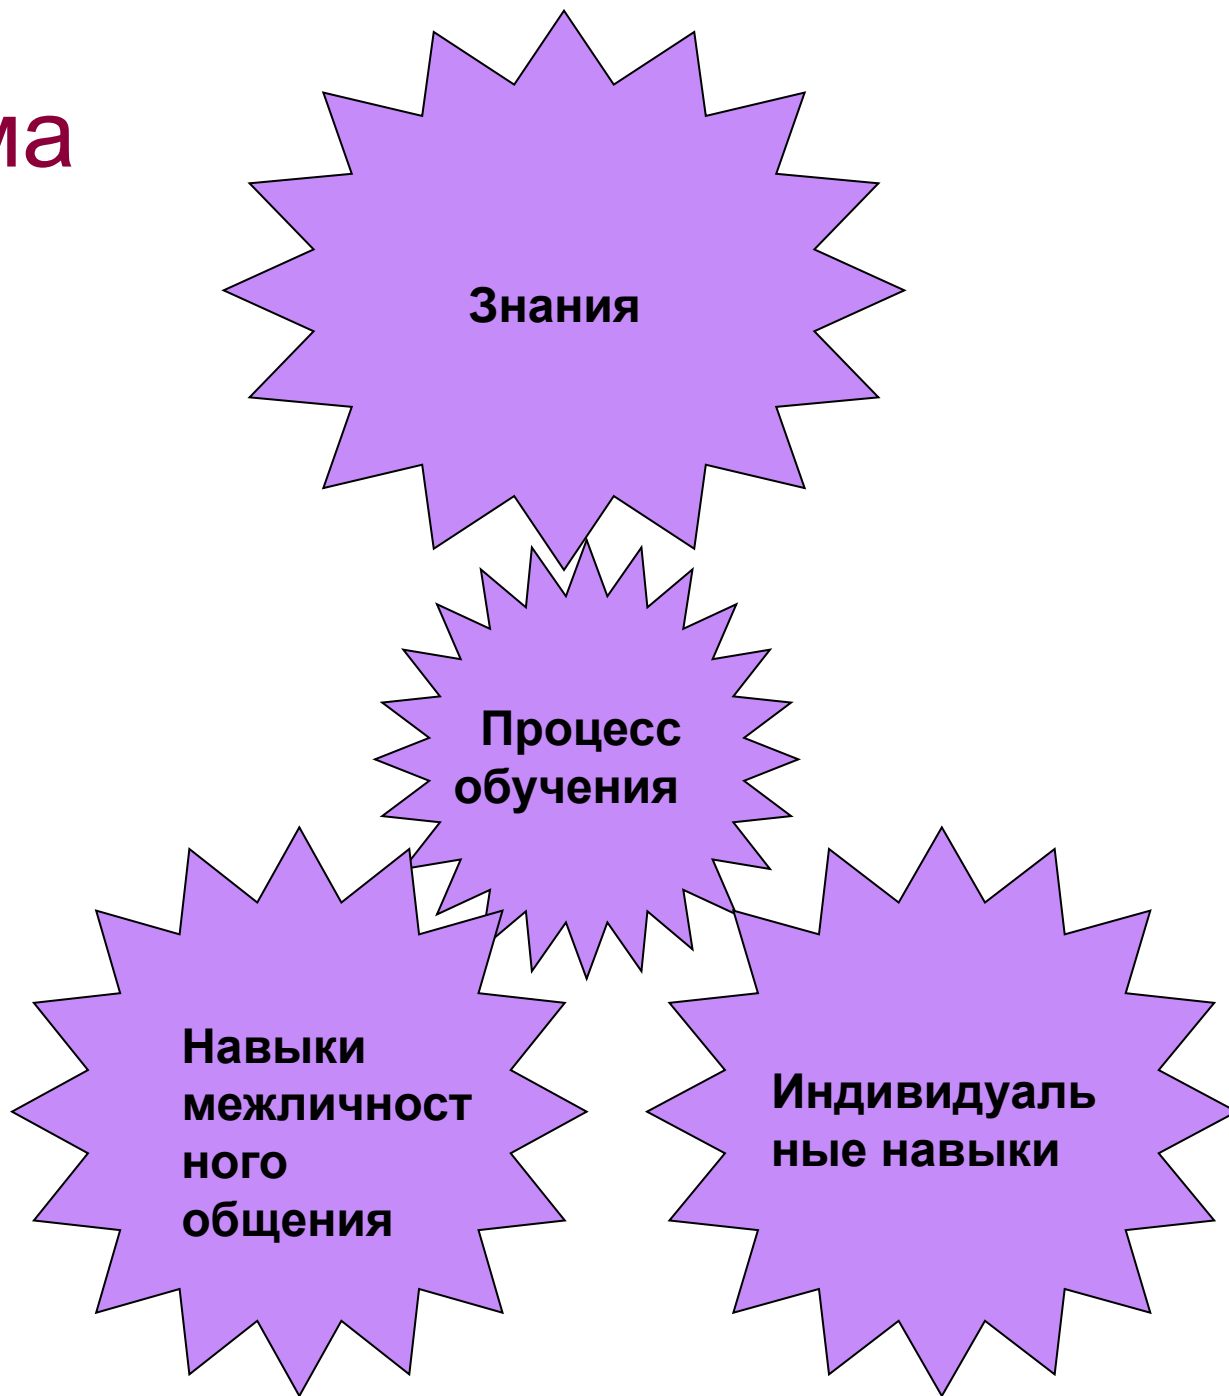 ма
Знания
Процесс
обучения
Навыки
межличност
ного
общения
Индивидуаль
ные навыки